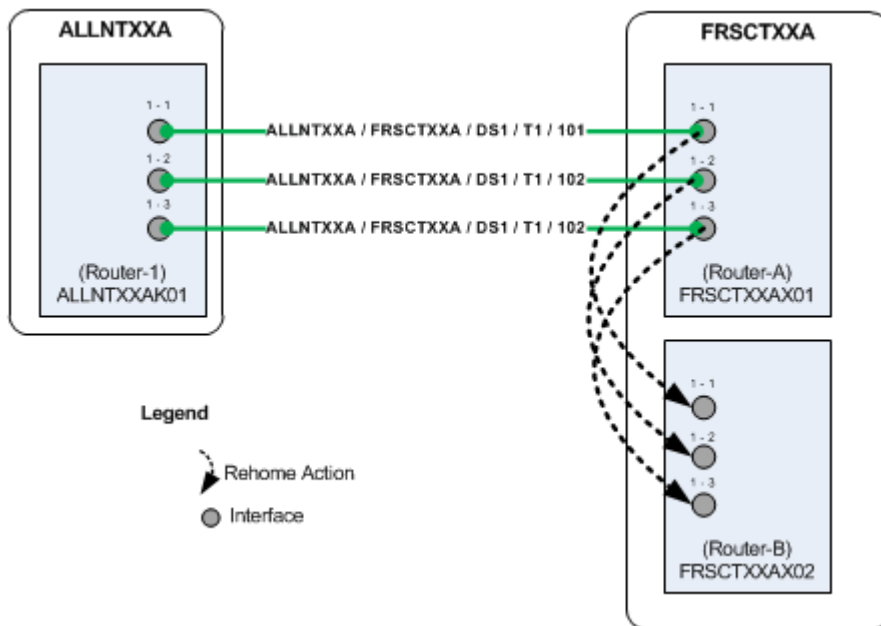 ALLNTXXA
1 - 1
1 - 2
1 - 3
(Router-1)
ALLNTXXAK01
ALLNTXXA / FRSCTXXA / DS1 / T1 / 101
ALLNTXXA / FRSCTXXA / DS1 / T1 / 102
ALLNTXXA / FRSCTXXA / DS1 / T1 / 102
FRSCTXXA
1 - 1
1 - 2
1 - 3
(Router-A)
FRSCTXXAX01
1 - 1
1 - 2
1 - 3
(Router-B)
FRSCTXXAX02
Legend
Rehome Action
Interface